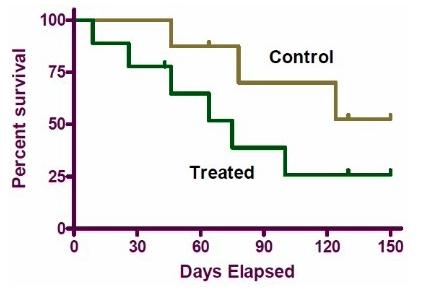 100
Control
75
Percent survival
50
Treated
25
0
0 30 60 90 120 150
Days Elapsed